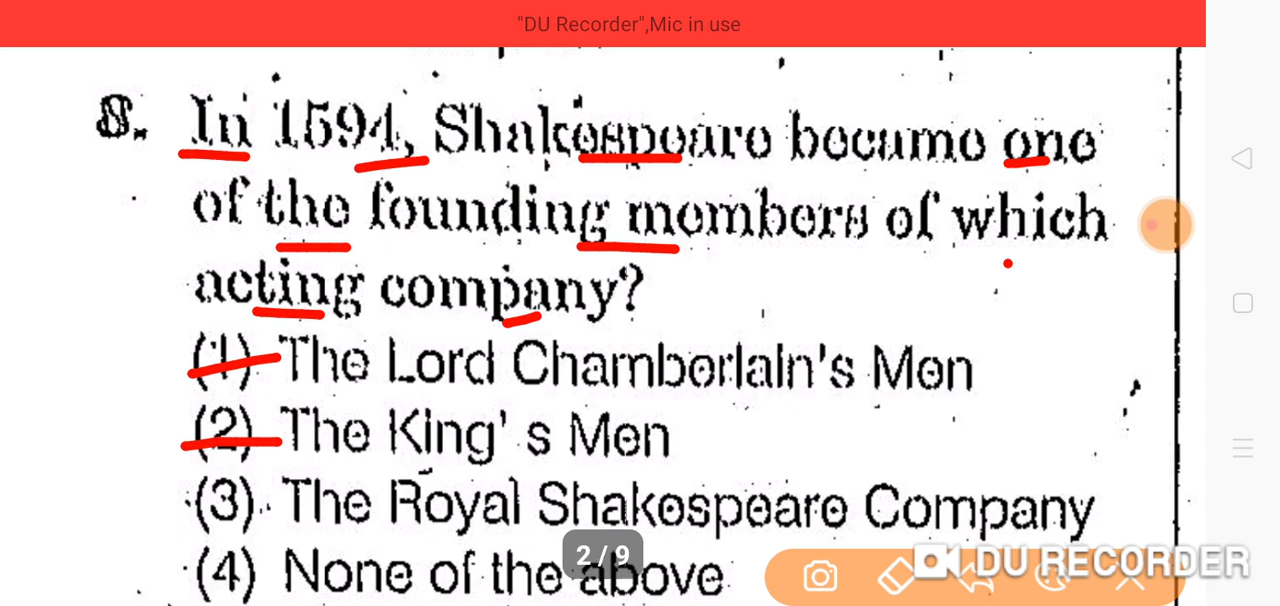 "DU Recorder",Mic in use
8. In 1594, Shakespeare became one
of the founding members of which
acting company?
(1) The Lord Chamberlain's Men
(2) The King' s Men
(3) The Royal Shakespeare Company
(4) None of the above
2 / 9
DU RECORDER